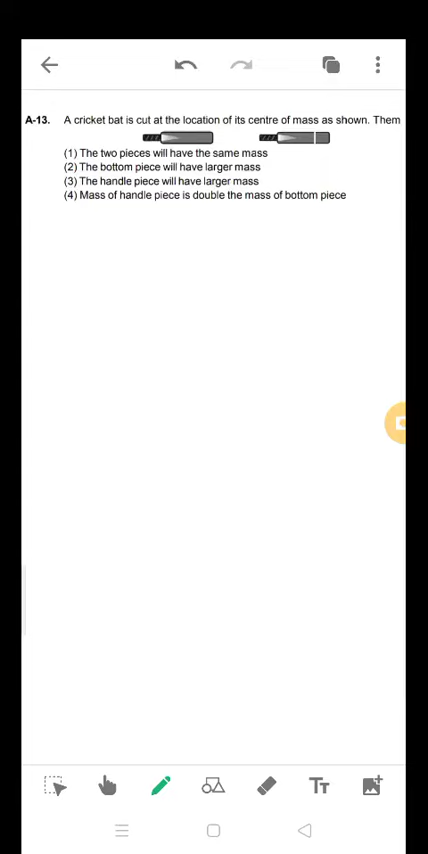 A-13. A cricket bat is cut at the location of its centre of mass as shown. Them
(1) The two pieces will have the same mass
(2) The bottom piece will have larger mass
(3) The handle piece will have larger mass
(4) Mass of handle piece is double the mass of bottom piece
TT